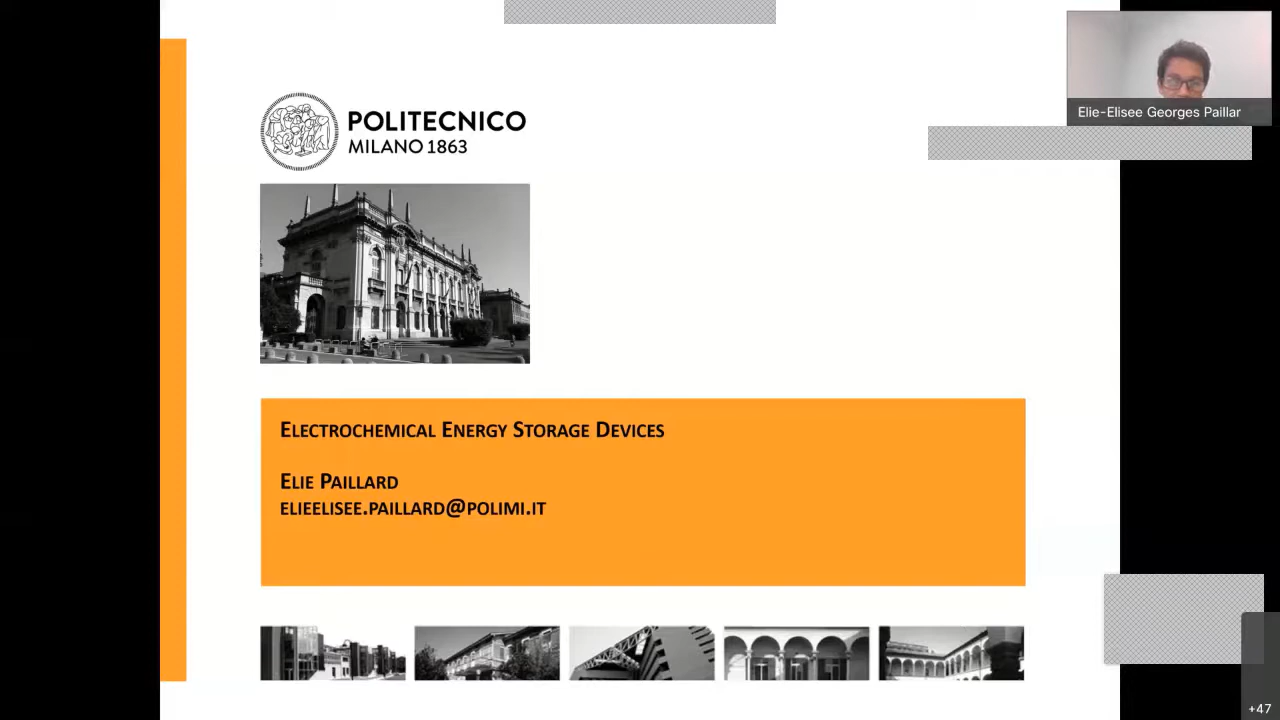 POLITECNICO
MILANO 1863
Elie-Elisee Georges Paillar
Electrochemical Energy Storage Devices
Elie Paillard
elieelisee.paillard@polimi.it
+47